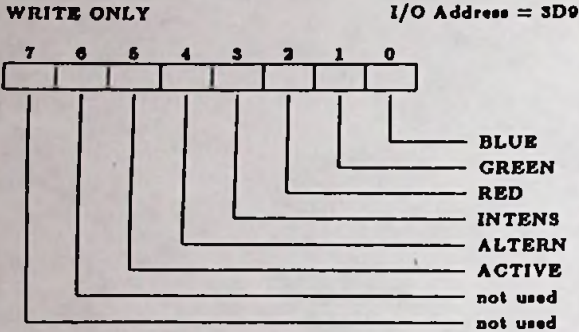 WRITE ONLY I/O Address = 3D9
7 6 5 4 3 2 1 0
BLUE
GREEN
RED
INTENS
ALTERN
ACTIVE
not used
not used